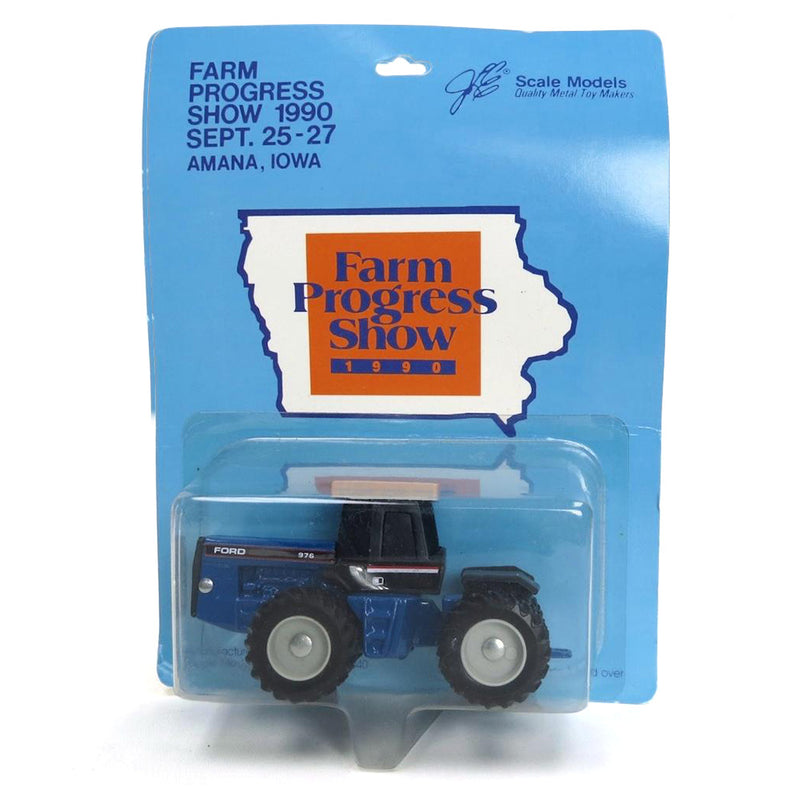 FARM
PROGRESS
SHOW 1990
SEPT. 25-27
AMANA, IOWA
Scale Models
Quality Metal Toy Makers
Farm
Progress
Show
1990
FORD 976
over